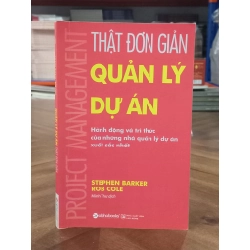 PROJECT MANAGEMENT
THẬT ĐƠN GIẢN
QUẢN LÝ
DỰ ÁN
Hành động và tri thức
của những nhà quản lý dự án
xuất sắc nhất
STEPHEN BARKER
ROB COLE